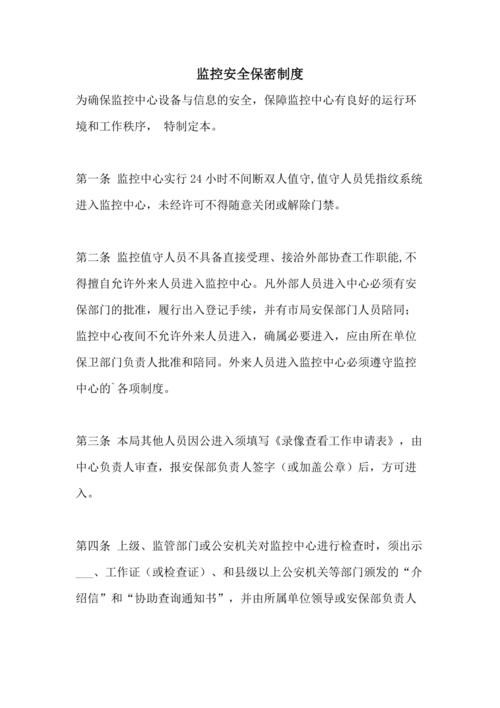 监控安全保密制度
为确保监控中心设备与信息的安全，保障监控中心有良好的运行环
境和工作秩序， 特制定本。
第一条 监控中心实行 24 小时不间断双人值守,值守人员凭指纹系统
进入监控中心，未经许可不得随意关闭或解除门禁。
第二条 监控值守人员不具备直接受理、接洽外部协查工作职能,不
得擅自允许外来人员进入监控中心。凡外部人员进入中心必须有安
保部门的批准，履行出入登记手续，并有市局安保部门人员陪同；
监控中心夜间不允许外来人员进入，确属必要进入，应由所在单位
保卫部门负责人批准和陪同。外来人员进入监控中心必须遵守监控
中心的`各项制度。
第三条 本局其他人员因公进入须填写《录像查看工作申请表》，由
中心负责人审查，报安保部负责人签字（或加盖公章）后，方可进
入。
第四条 上级、监管部门或公安机关对监控中心进行检查时，须出示
___、工作证（或检查证）、和县级以上公安机关等部门颁发的“介
绍信”和“协助查询通知书”，并由所属单位领导或安保部负责人